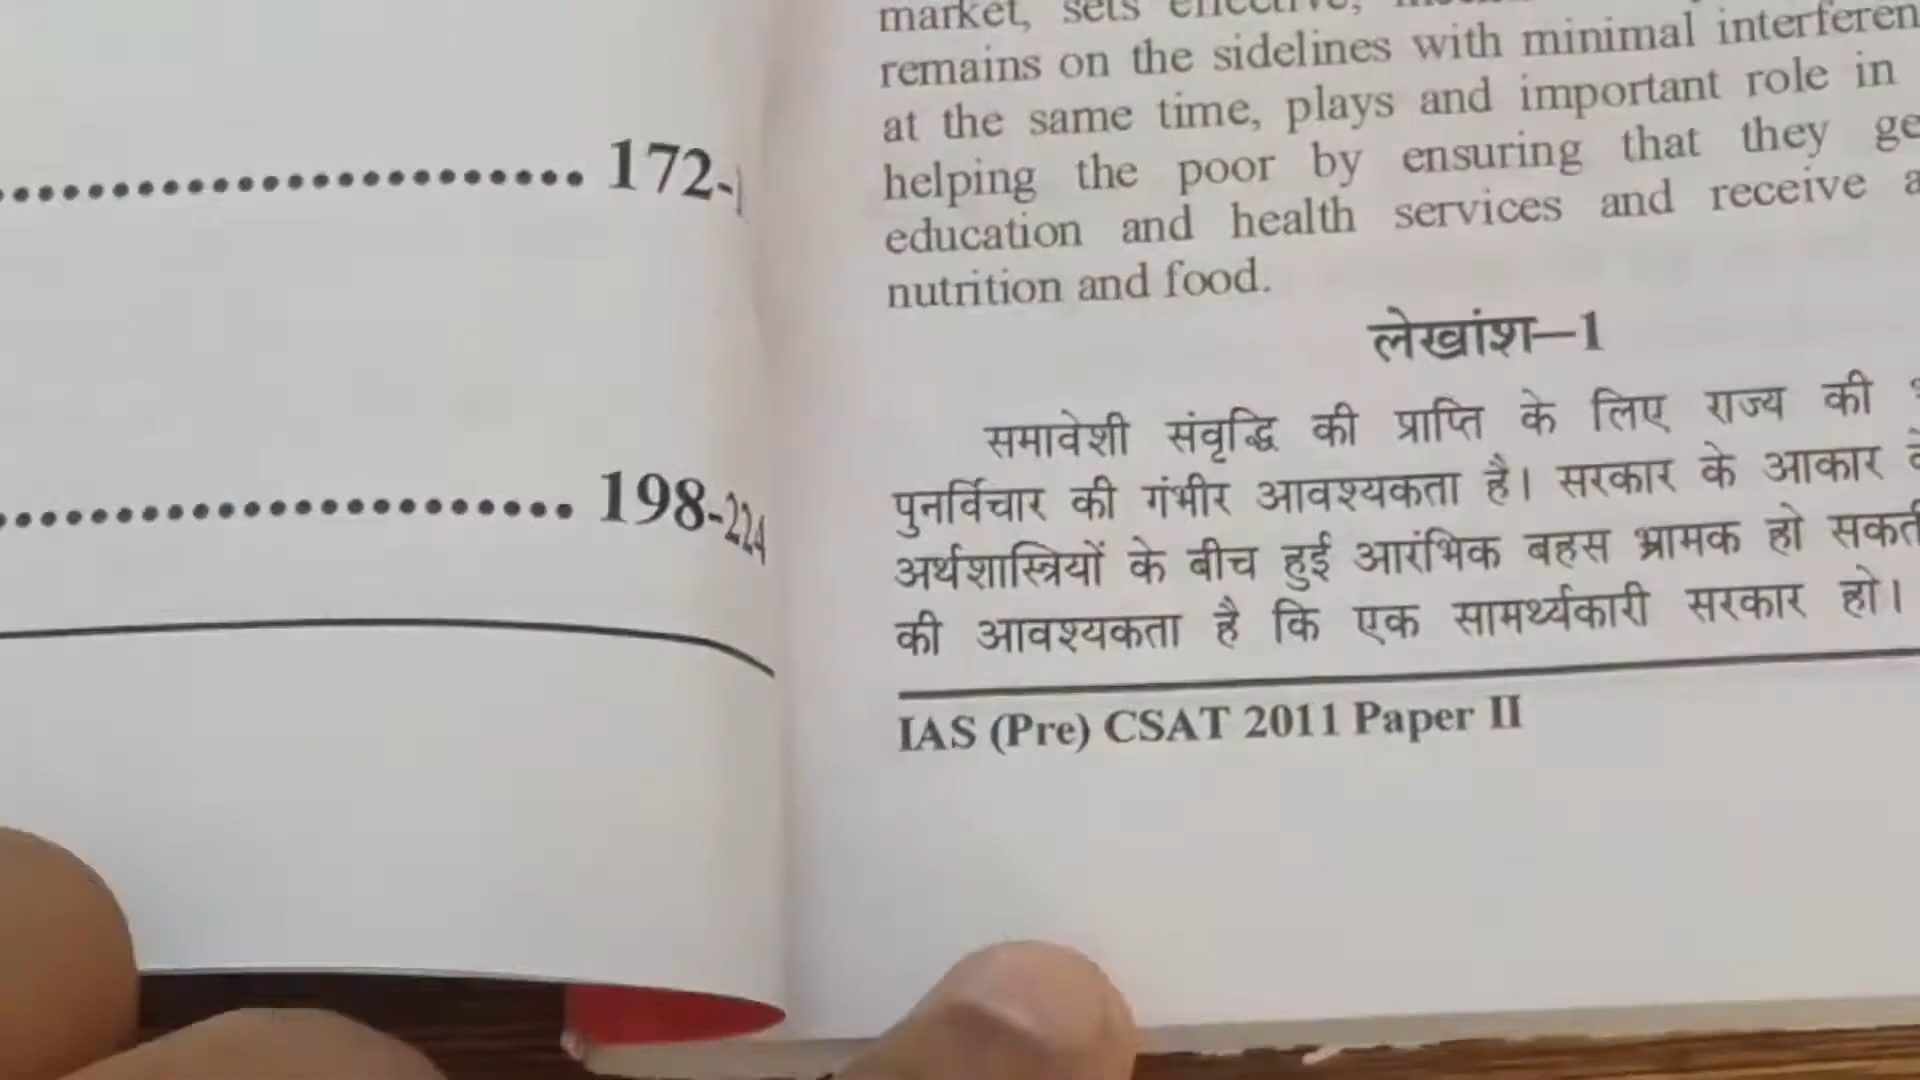 ........................ 172-
........................ 198-224
market, sets effective,
remains on the sidelines with minimal
at the same time, plays and important role in
helping the poor by ensuring that they
education and health services and receive
nutrition and food.
लेखांश–1
समावेशी संवृद्धि की प्राप्ति के लिए राज्य की
पुनर्विचार की गंभीर आवश्यकता है। सरकार के आकार
अर्थशास्त्रियों के बीच हुई आरंभिक बहस भ्रामक हो
की आवश्यकता है कि एक सामर्थ्यकारी सरकार हो।
IAS (Pre) CSAT 2011 Paper II